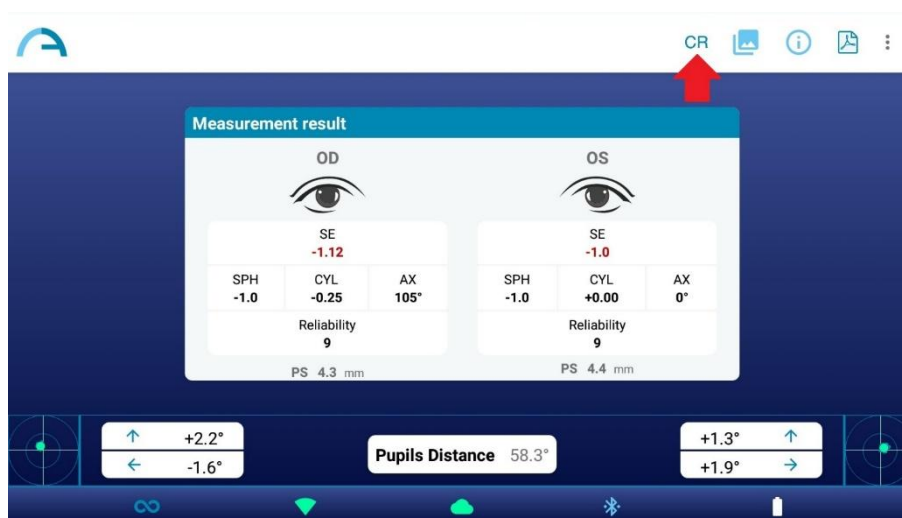 CR
Measurement result
OD OS
SE SE
-1.12 -1.0
SPH CYL AX SPH CYL AX
-1.0 -0.25 105° -1.0 +0.00 0°
Reliability Reliability
9 9
PS 4.3 mm PS 4.4 mm
+2.2° +1.3°
Pupils Distance 58.3°
-1.6° +1.9°